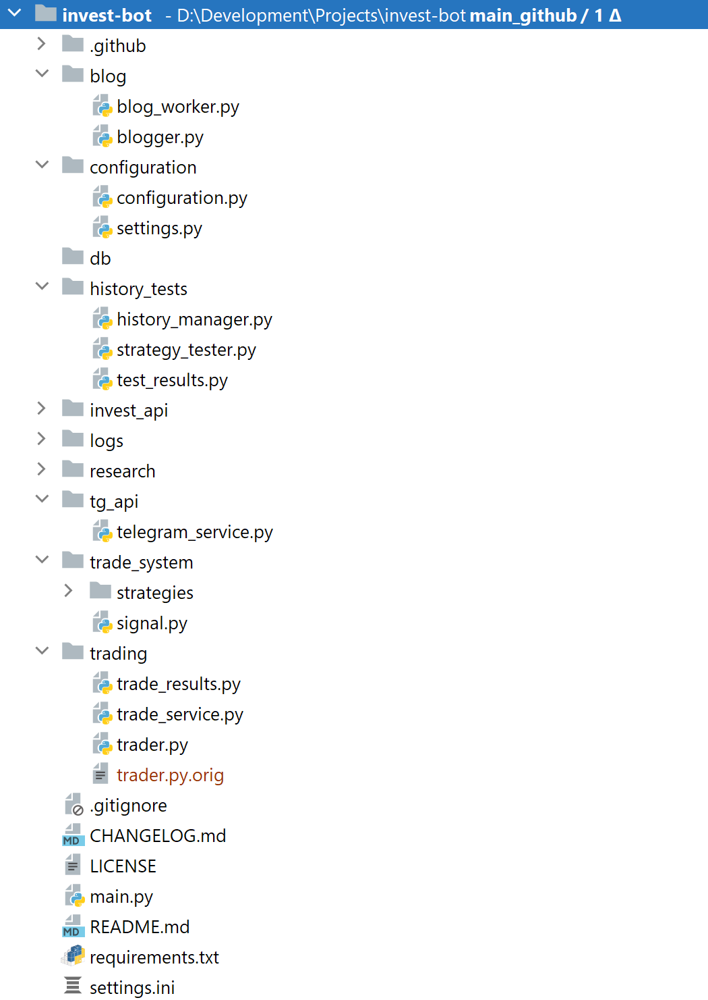 invest-bot - D:\Development\Projects\invest-bot main_github / 1 Δ
.github
blog
blog_worker.py
blogger.py
configuration
configuration.py
settings.py
db
history_tests
history_manager.py
strategy_tester.py
test_results.py
invest_api
logs
research
tg_api
telegram_service.py
trade_system
strategies
signal.py
trading
trade_results.py
trade_service.py
trader.py
trader.py.orig
.gitignore
MD CHANGELOG.md
LICENSE
main.py
MD README.md
requirements.txt
settings.ini